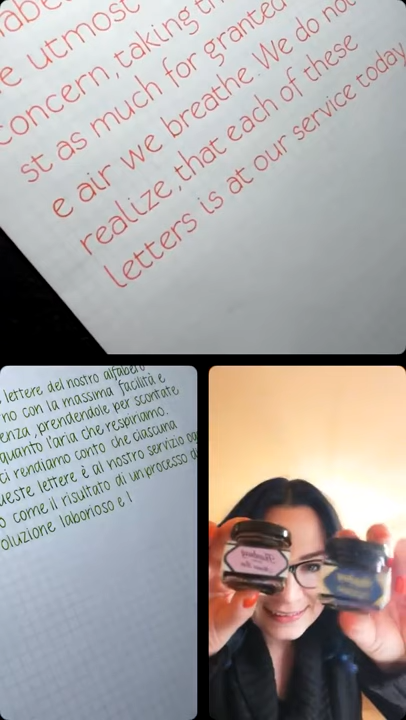 e utmost
concern, taking th
st as much for granted
e air we breathe. We do not
realize, that each of these
letters is at our service today
lettere del nostro alfabeto
no con la massima facilità e
enza, prendendole per scontate
quanto l'aria che respiriamo.
ci rendiamo conto che ciascuna
ueste lettere è al nostro servizio og
o come il risultato di un processo di
oluzione laborioso e l